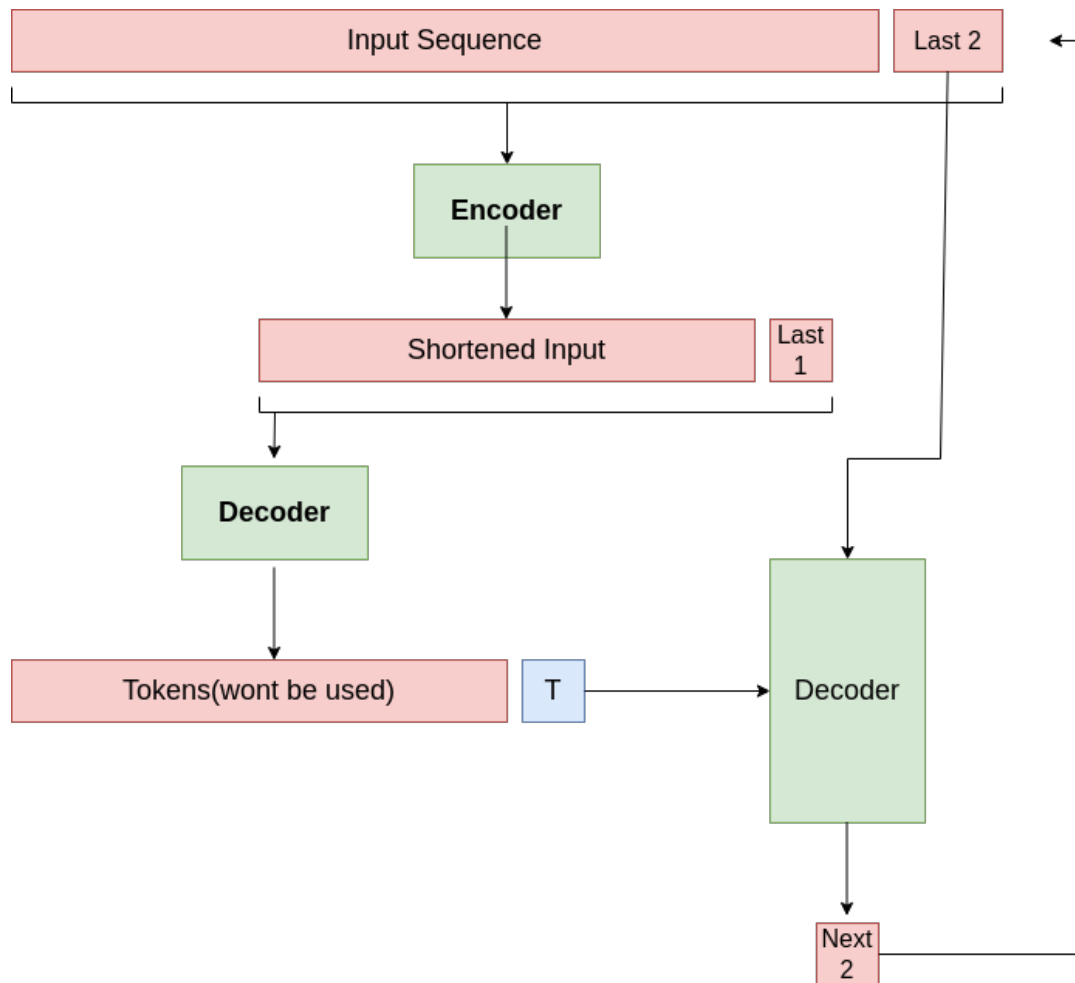 Input Sequence
Last 2
Encoder
Shortened Input
Last
1
Decoder
Tokens(wont be used)
T
Decoder
Next
2